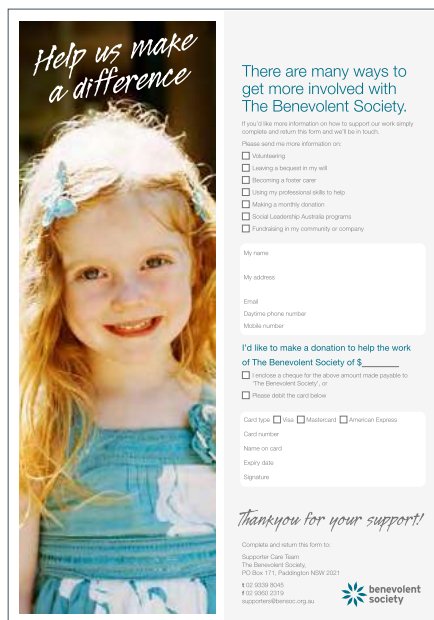 Help us make
a difference
There are many ways to
get more involved with
The Benevolent Society.
If you'd like more information on how to support our work simply
complete and return this form and we'll be in touch.
Please send me more information on:
Volunteering
Leaving a bequest in my will
Becoming a foster carer
Using my professional skills to help
Making a monthly donation
Social Leadership Australia programs
Fundraising in my community or company
My name
My address
Email
Daytime phone number
Mobile number
I'd like to make a donation to help the work
of The Benevolent Society of $________
I enclose a cheque for the above amount made payable to
'The Benevolent Society', or
Please debit the card below
Card type Visa Mastercard American Express
Card number
Name on card
Expiry date
Signature
Thankyou for your support!
Complete and return this form to:
Supporter Care Team
The Benevolent Society,
PO Box 171, Paddington NSW 2021
t 02 9339 8045
f 02 9360 2319
supporters@bensoc.org.au
benevolent
society